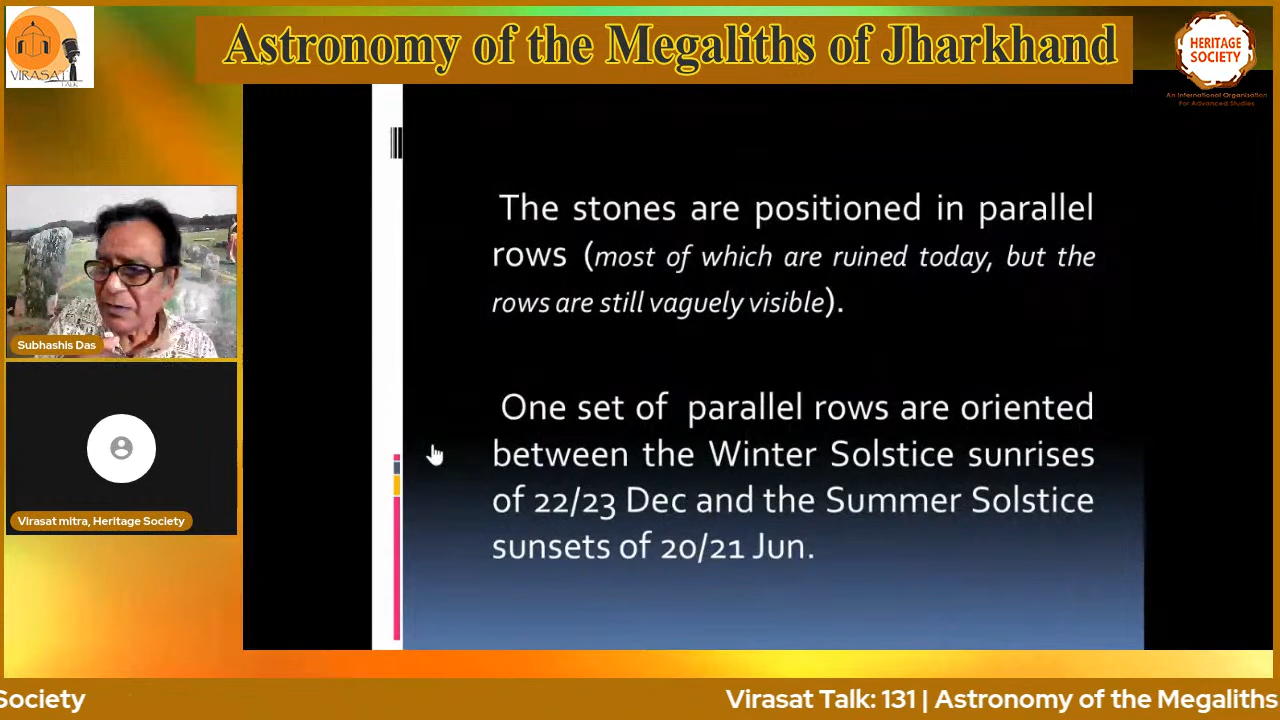 Astronomy of the Megaliths of Jharkhand
VIRASAT
TALK
HERITAGE
SOCIETY
An International Organisation
For Advanced Studies
The stones are positioned in parallel
rows (most of which are ruined today, but the
rows are still vaguely visible).
One set of parallel rows are oriented
between the Winter Solstice sunrises
of 22/23 Dec and the Summer Solstice
sunsets of 20/21 Jun.
Subhashis Das
Virasat mitra, Heritage Society
Society
Virasat Talk: 131 | Astronomy of the Megaliths